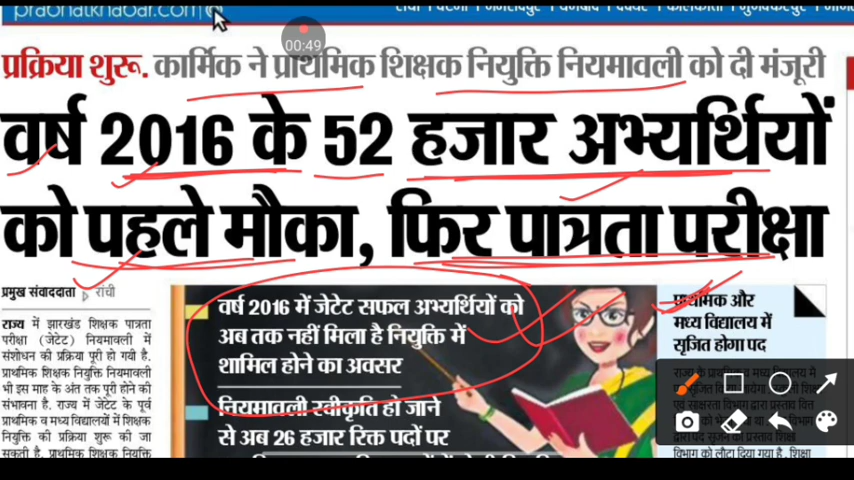 prabhatkhabar.com
00:49
प्रक्रिया शुरू. कार्मिक ने प्राथमिक शिक्षक नियुक्ति नियमावली को दी मंजूरी
वर्ष 2016 के 52 हजार अभ्यर्थियों
को पहले मौका, फिर पात्रता परीक्षा
प्रमुख संवाददाता रांची
राज्य में झारखंड शिक्षक पात्रता
परीक्षा (जेटेट) नियमावली में
संशोधन की प्रक्रिया पूरी हो गयी है.
प्राथमिक शिक्षक नियुक्ति नियमावली
भी इस माह के अंत तक पूरी होने की
संभावना है. राज्य में जेटेट के पूर्व
प्राथमिक व मध्य विद्यालयों में शिक्षक
नियुक्ति की प्रक्रिया शुरू की जा
सकती है. प्राथमिक शिक्षक नियुक्ति
वर्ष 2016 में जेटेट सफल अभ्यर्थियों को
अब तक नहीं मिला है नियुक्ति में
शामिल होने का अवसर
नियमावली स्वीकृति हो जाने
से अब 26 हजार रिक्त पदों पर
प्राथमिक और
मध्य विद्यालय में
सृजित होगा पद
विभाग को लौटा दिया गया है. शिक्षा